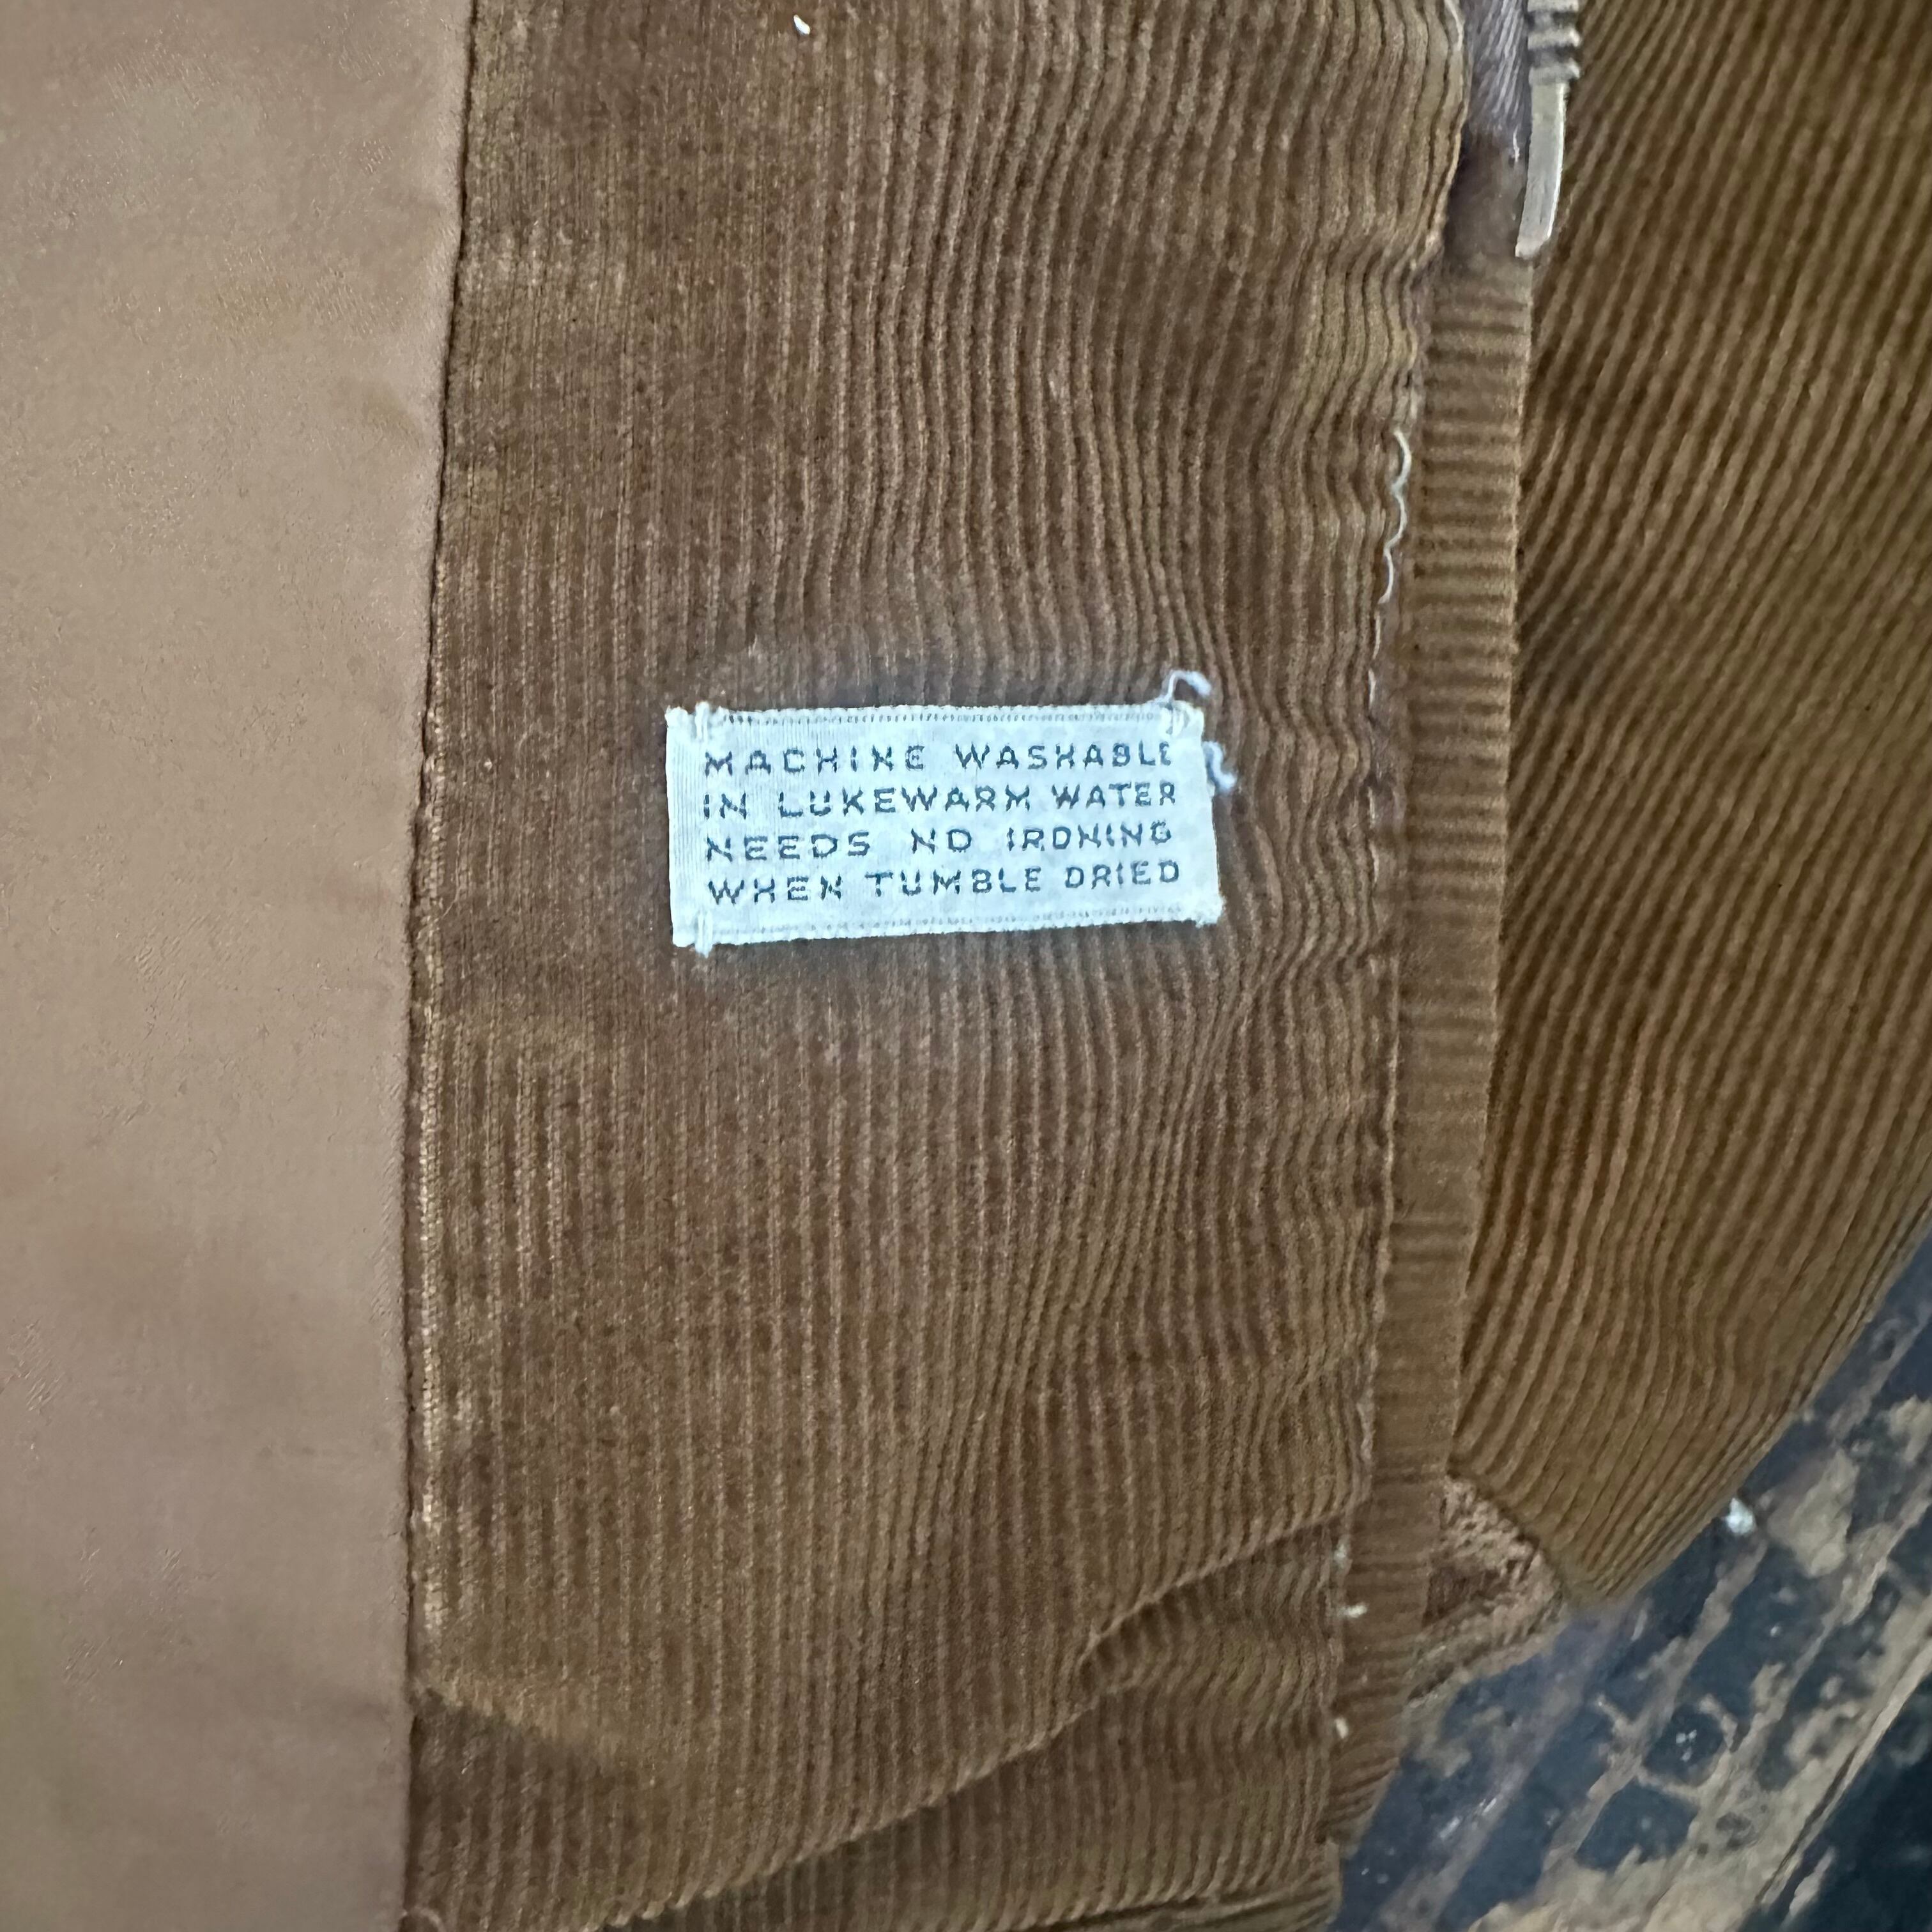 MACHINE WASHABLE
IN LUKEWARM WATER
NEEDS NO IRONING
WHEN TUMBLE DRIED